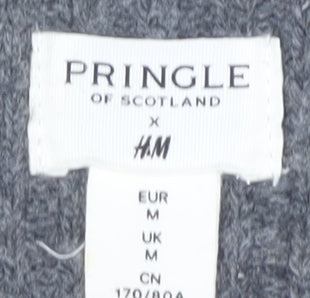 PRINGLE
OF SCOTLAND
X
H&M
EUR
M
UK
M
CN
170/80A